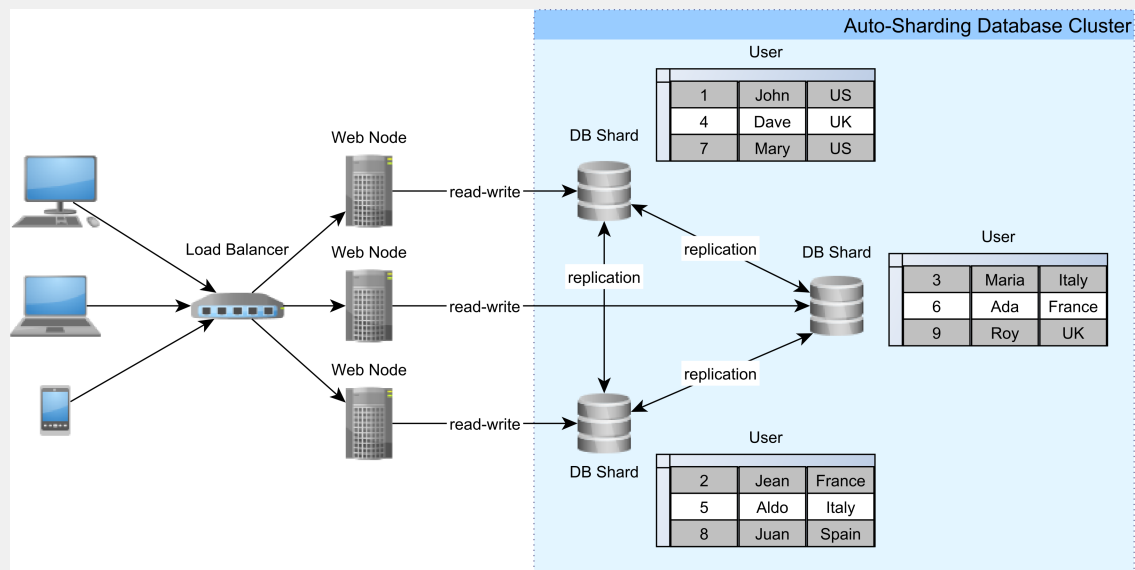 Auto-Sharding Database Cluster
User
1 John US
4 Dave UK
7 Mary US
DB Shard
Web Node
read-write
Load Balancer
replication
replication
Web Node
read-write
DB Shard
User
3 Maria Italy
6 Ada France
9 Roy UK
Web Node
read-write
replication
DB Shard
User
2 Jean France
5 Aldo Italy
8 Juan Spain